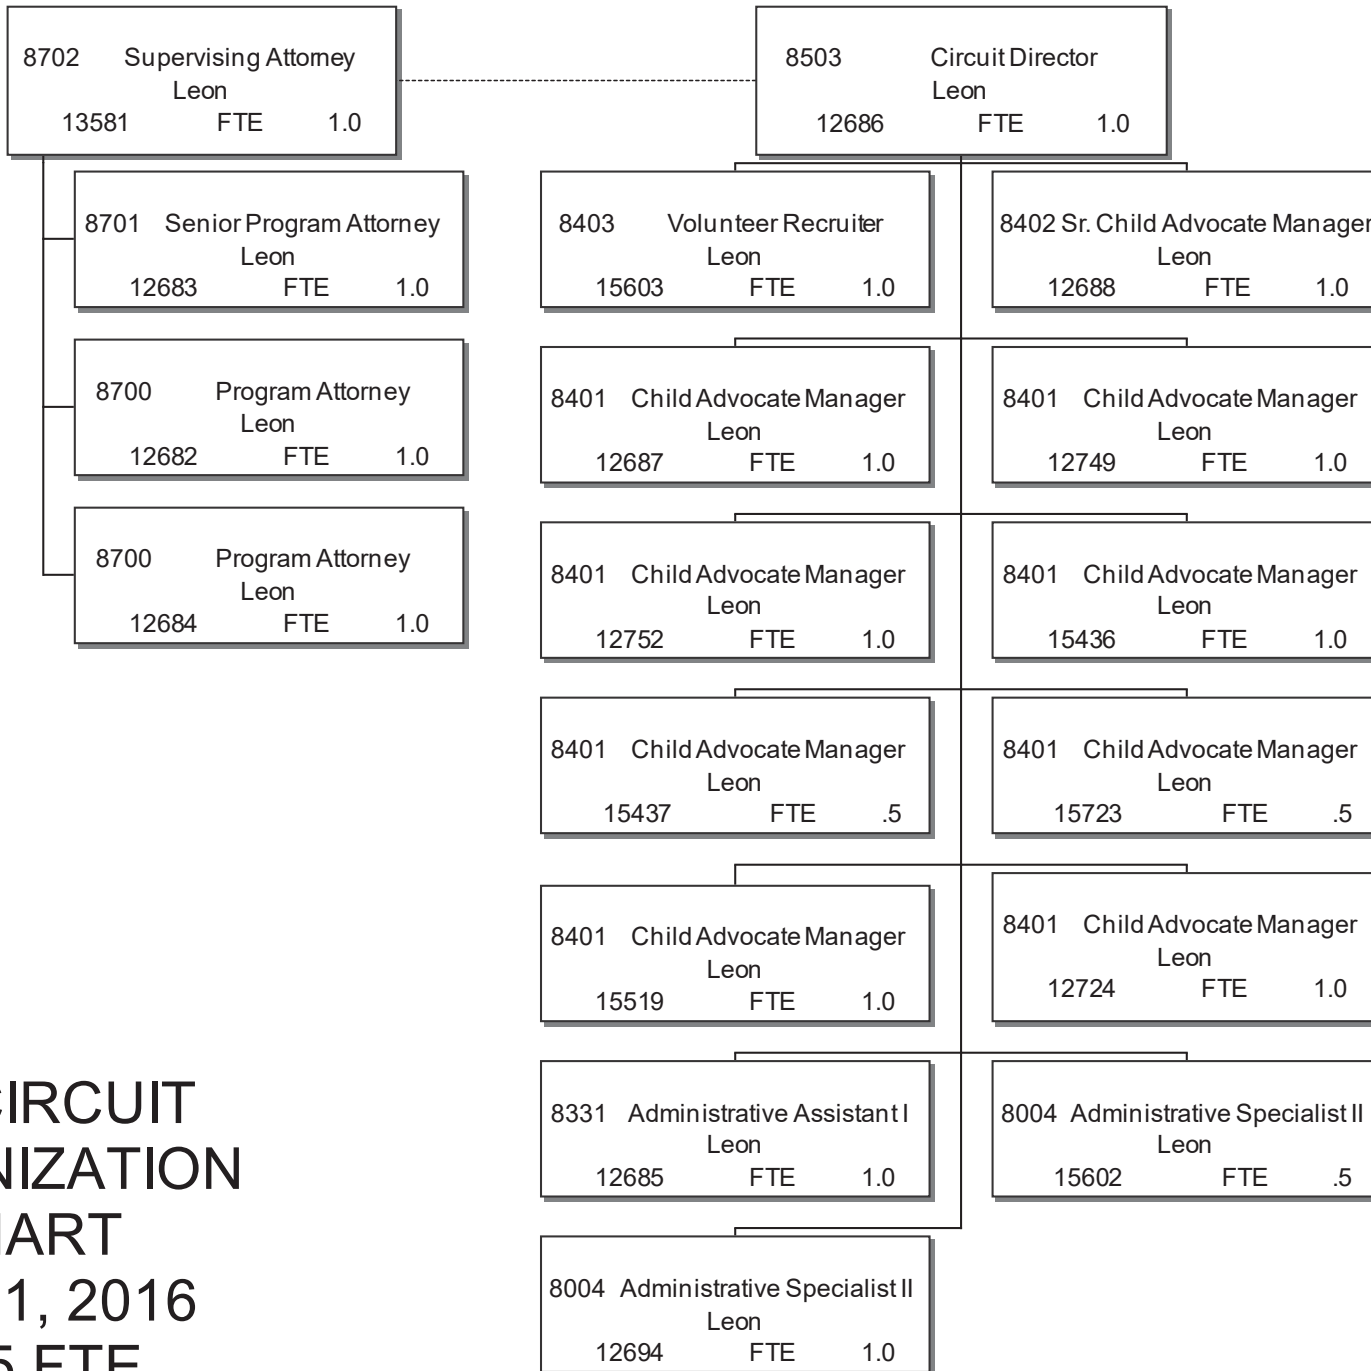 8702 Supervising Attorney
Leon
13581 FTE 1.0
8503 Circuit Director
Leon
12686 FTE 1.0
8701 Senior Program Attorney
Leon
12683 FTE 1.0
8700 Program Attorney
Leon
12682 FTE 1.0
8700 Program Attorney
Leon
12684 FTE 1.0
8403 Volunteer Recruiter
Leon
15603 FTE 1.0
8402 Sr. Child Advocate Manager
Leon
12688 FTE 1.0
8401 Child Advocate Manager
Leon
12687 FTE 1.0
8401 Child Advocate Manager
Leon
12749 FTE 1.0
8401 Child Advocate Manager
Leon
12752 FTE 1.0
8401 Child Advocate Manager
Leon
15436 FTE 1.0
8401 Child Advocate Manager
Leon
15437 FTE .5
8401 Child Advocate Manager
Leon
15723 FTE .5
8401 Child Advocate Manager
Leon
15519 FTE 1.0
8401 Child Advocate Manager
Leon
12724 FTE 1.0
8331 Administrative Assistant I
Leon
12685 FTE 1.0
8004 Administrative Specialist II
Leon
15602 FTE .5
8004 Administrative Specialist II
Leon
12694 FTE 1.0
CIRCUIT
NIZATION
HART
1, 2016
5 FTE